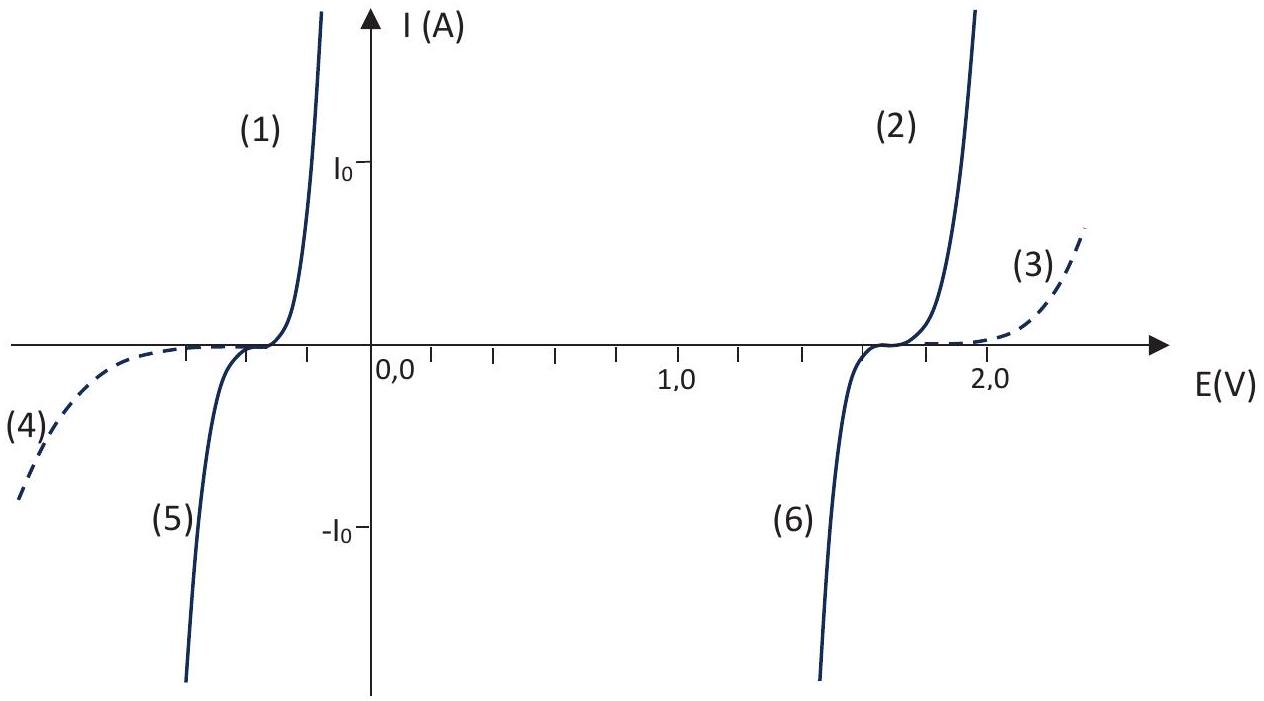 I (A)
(1)
(2)
I₀
(3)
0,0
1,0
2,0
E(V)
(4)
(5)
-I₀
(6)